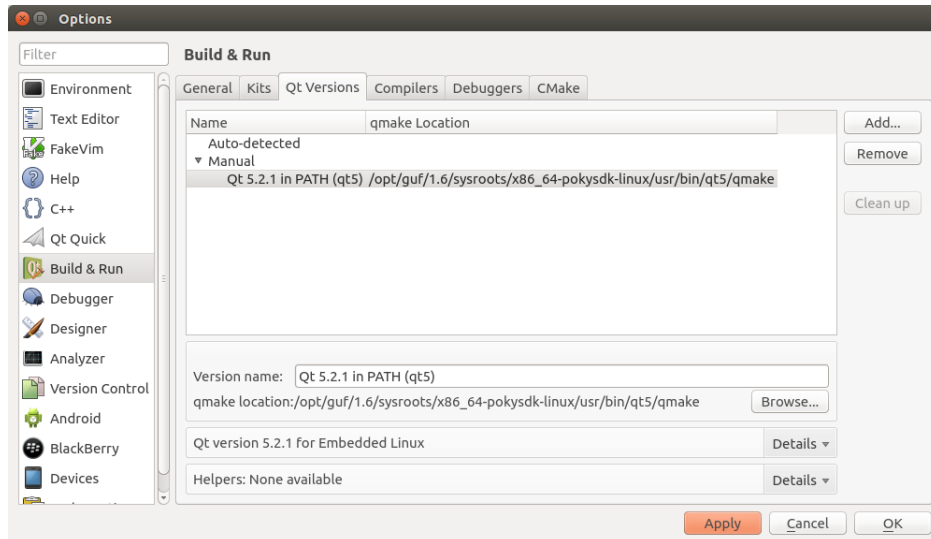 Options
Filter
Build & Run
Environment
Text Editor
FakeVim
Help
C++
Qt Quick
Build & Run
Debugger
Designer
Analyzer
Version Control
Android
BlackBerry
Devices
General Kits Qt Versions Compilers Debuggers CMake
Name qmake Location
Auto-detected
Manual
Qt 5.2.1 in PATH (qt5) /opt/guf/1.6/sysroots/x86_64-pokysdk-linux/usr/bin/qt5/qmake
Add...
Remove
Clean up
Version name: Qt 5.2.1 in PATH (qt5)
qmake location:/opt/guf/1.6/sysroots/x86_64-pokysdk-linux/usr/bin/qt5/qmake Browse...
Qt version 5.2.1 for Embedded Linux Details
Helpers: None available Details
Apply Cancel OK